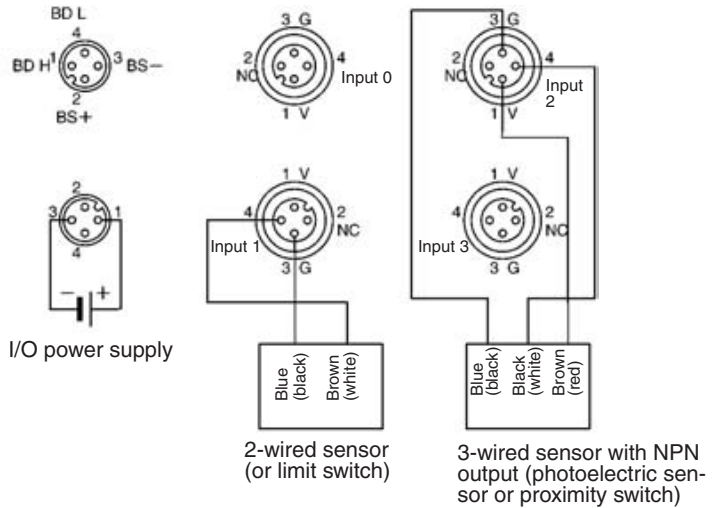 BD L
4
BD H 1
3 BS−
2
BS+
3 G
2
NC
4
Input 0
1 V
3 G
2
NC
4
Input
2
1 V
2
3
1
4
− +
I/O power supply
1 V
4
2
NC
Input 1
3 G
1 V
4
2
NC
Input 3
3 G
Blue
(black)
Brown
(white)
2-wired sensor
(or limit switch)
Blue
(black)
Black
(white)
Brown
(red)
3-wired sensor with NPN
output (photoelectric sen-
sor or proximity switch)